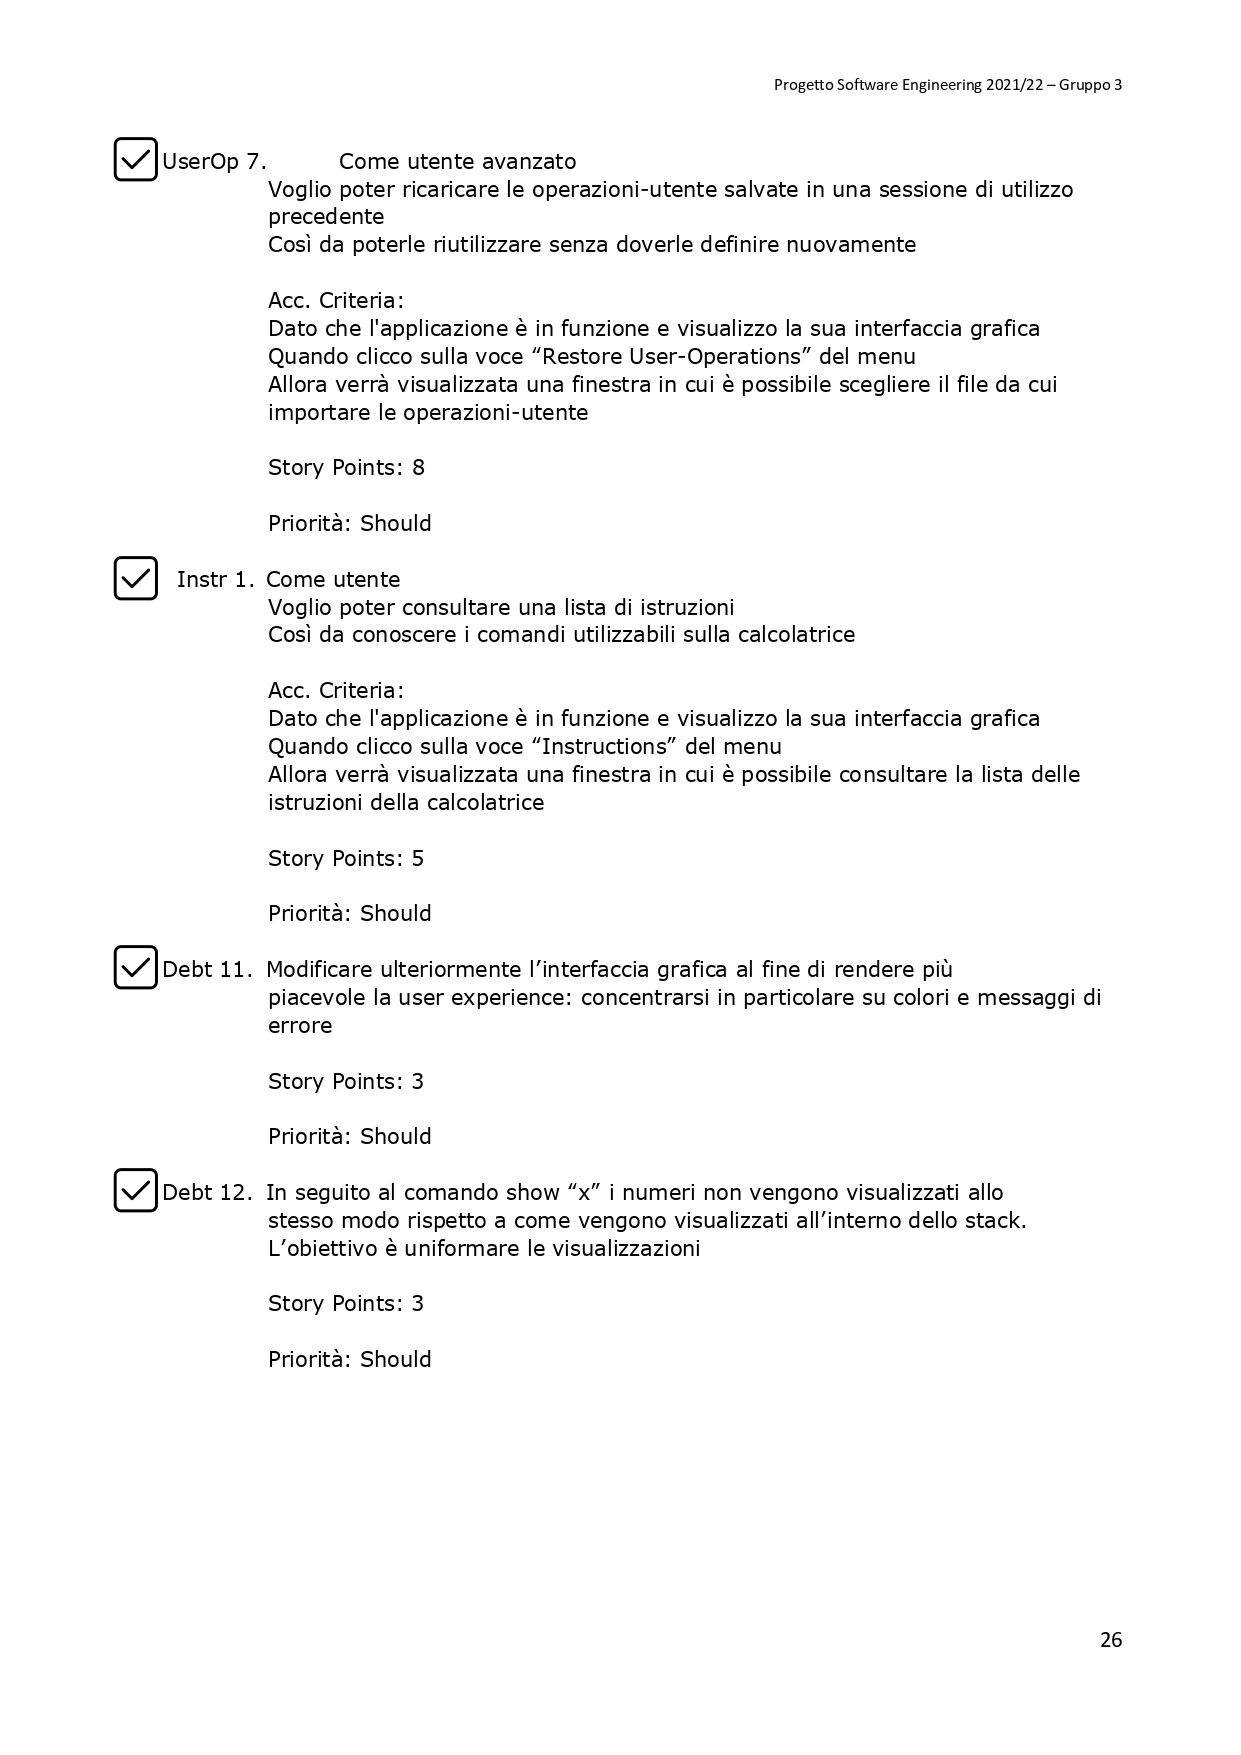 Progetto Software Engineering 2021/22 – Gruppo 3
UserOp 7. Come utente avanzato
Voglio poter ricaricare le operazioni-utente salvate in una sessione di utilizzo
precedente
Così da poterle riutilizzare senza doverle definire nuovamente
Acc. Criteria:
Dato che l'applicazione è in funzione e visualizzo la sua interfaccia grafica
Quando clicco sulla voce “Restore User-Operations” del menu
Allora verrà visualizzata una finestra in cui è possibile scegliere il file da cui
importare le operazioni-utente
Story Points: 8
Priorità: Should
Instr 1. Come utente
Voglio poter consultare una lista di istruzioni
Così da conoscere i comandi utilizzabili sulla calcolatrice
Acc. Criteria:
Dato che l'applicazione è in funzione e visualizzo la sua interfaccia grafica
Quando clicco sulla voce “Instructions” del menu
Allora verrà visualizzata una finestra in cui è possibile consultare la lista delle
istruzioni della calcolatrice
Story Points: 5
Priorità: Should
Debt 11. Modificare ulteriormente l’interfaccia grafica al fine di rendere più
piacevole la user experience: concentrarsi in particolare su colori e messaggi di
errore
Story Points: 3
Priorità: Should
Debt 12. In seguito al comando show “x” i numeri non vengono visualizzati allo
stesso modo rispetto a come vengono visualizzati all’interno dello stack.
L’obiettivo è uniformare le visualizzazioni
Story Points: 3
Priorità: Should
26